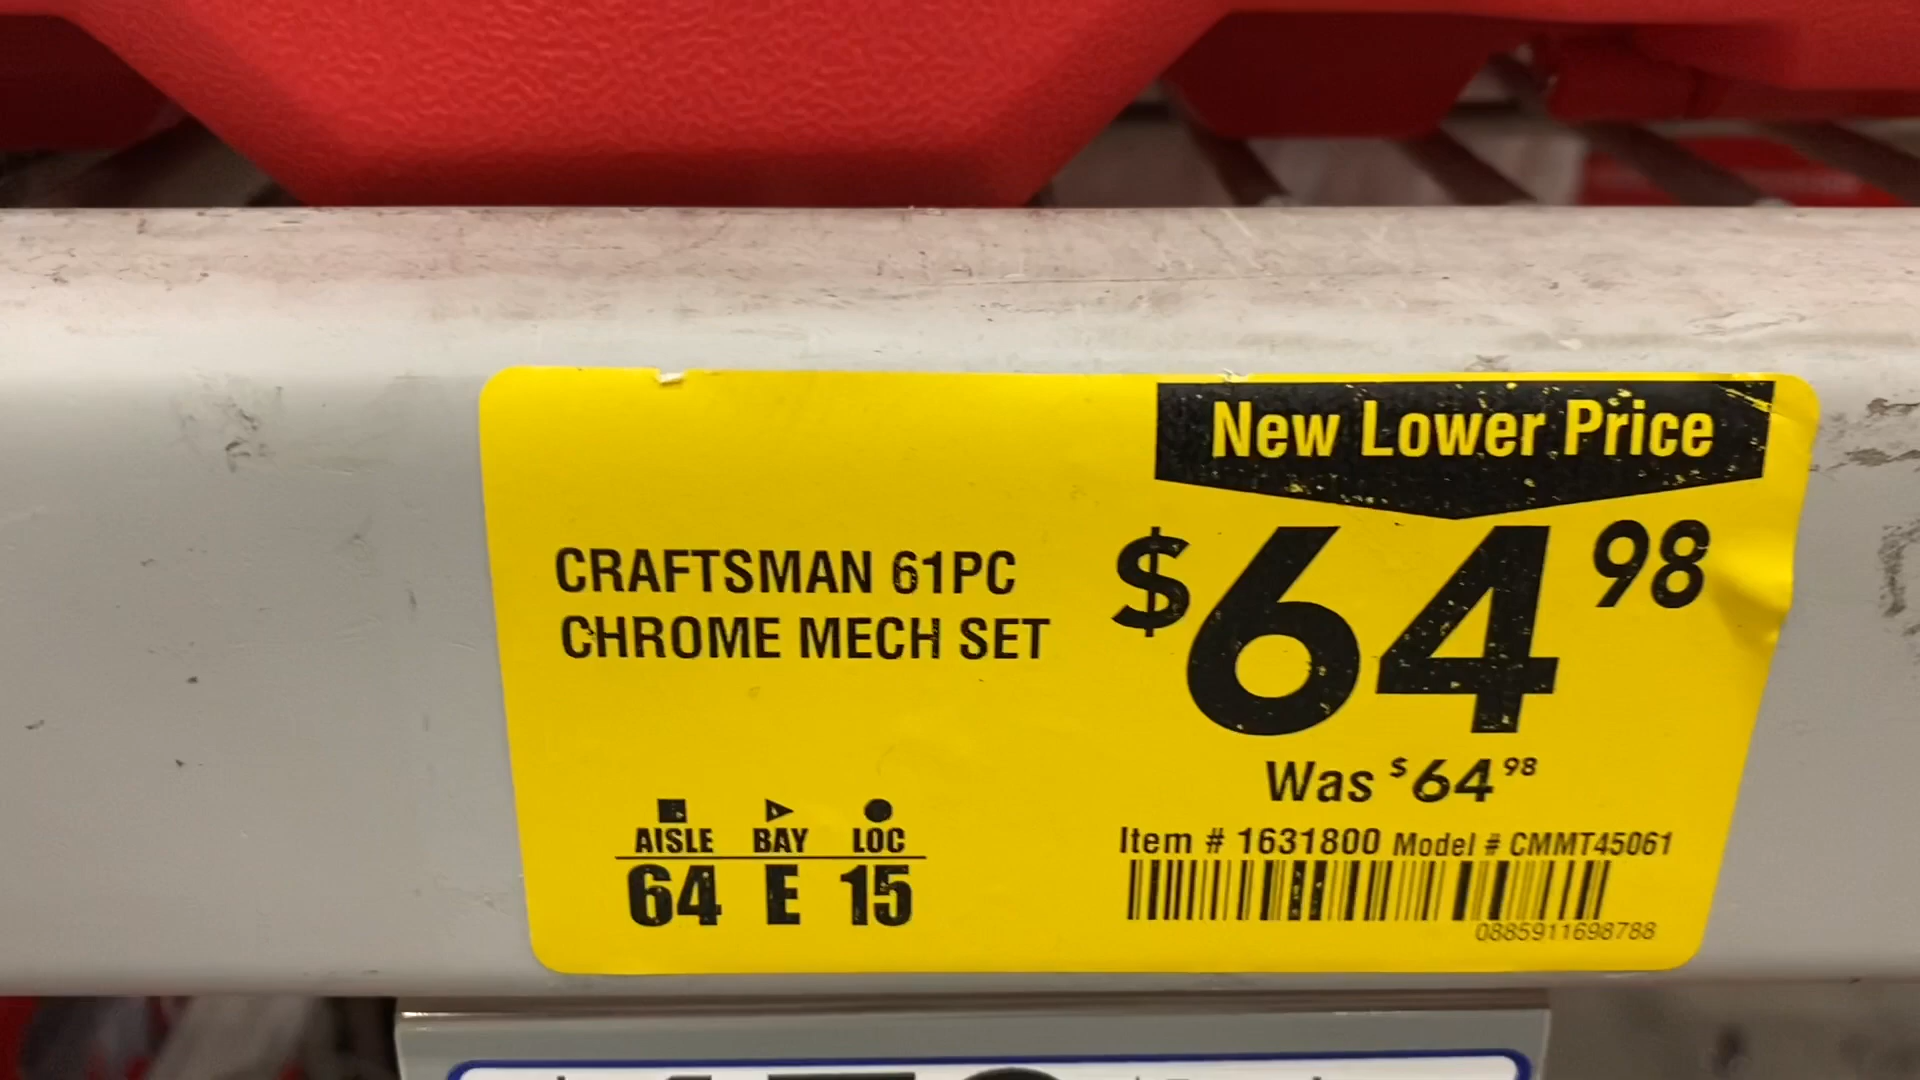 New Lower Price
CRAFTSMAN 61PC
CHROME MECH SET
$64 98
Was $64 98
AISLE BAY LOC
64 E 15
Item # 1631800 Model # CMMT45061
0885911698788